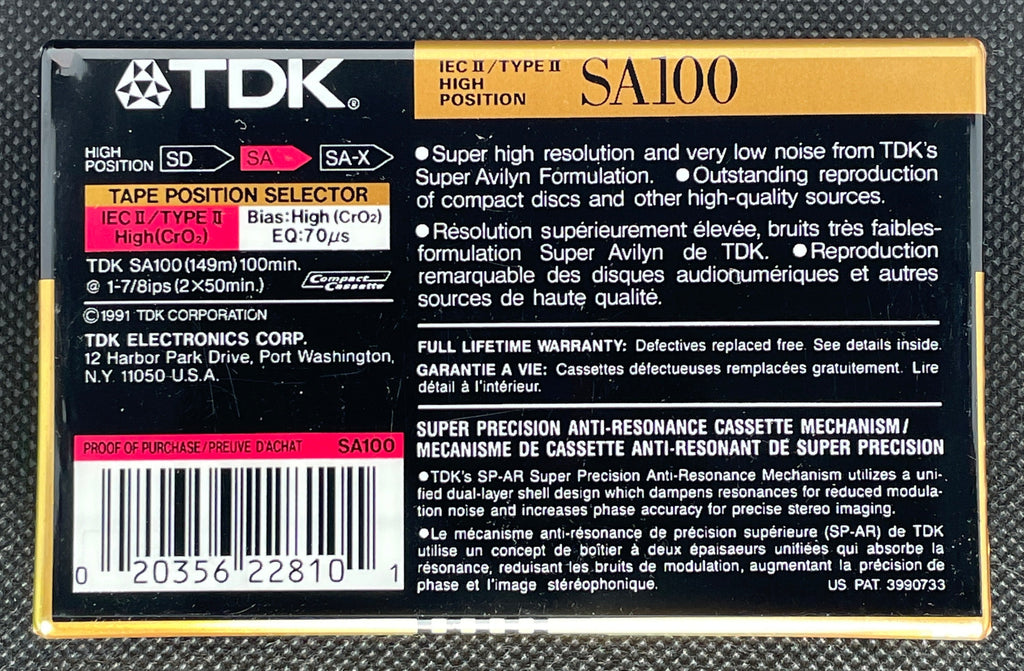 TDK®
IEC II/TYPE II
HIGH
POSITION
SA100
HIGH
POSITION
SD
SA
SA-X
TAPE POSITION SELECTOR
IEC II/TYPE II
High(CrO2)
Bias:High (CrO2)
EQ:70µs
TDK SA100(149m)100min.
@ 1-7/8ips(2×50min.)
Compact
Cassette
©1991 TDK CORPORATION
TDK ELECTRONICS CORP.
12 Harbor Park Drive, Port Washington,
N.Y. 11050 U.S.A.
PROOF OF PURCHASE/PREUVE D'ACHAT SA100
0 20356 22810 1
●Super high resolution and very low noise from TDK's
Super Avilyn Formulation. ●Outstanding reproduction
of compact discs and other high-quality sources.
●Résolution supérieurement élevée, bruits très faibles-
formulation Super Avilyn de TDK. ●Reproduction
remarquable des disques audionumériques et autres
sources de haute qualité.
FULL LIFETIME WARRANTY: Defectives replaced free. See details inside.
GARANTIE A VIE: Cassettes défectueuses remplacées gratuitement. Lire
détail à l'intérieur.
SUPER PRECISION ANTI-RESONANCE CASSETTE MECHANISM/
MECANISME DE CASSETTE ANTI-RESONANT DE SUPER PRECISION
●TDK's SP-AR Super Precision Anti-Resonance Mechanism utilizes a uni-
fied dual-layer shell design which dampens resonances for reduced modula-
tion noise and increases phase accuracy for precise stereo imaging.
●Le mécanisme anti-résonance de précision supérieure (SP-AR) de TDK
utilise un concept de boîtier à deux épaisaeurs unifiées qui absorbe la
résonance, reduisant les bruits de modulation, augmentant la précision de
phase et l'image stéréophonique.
US. PAT. 3990733